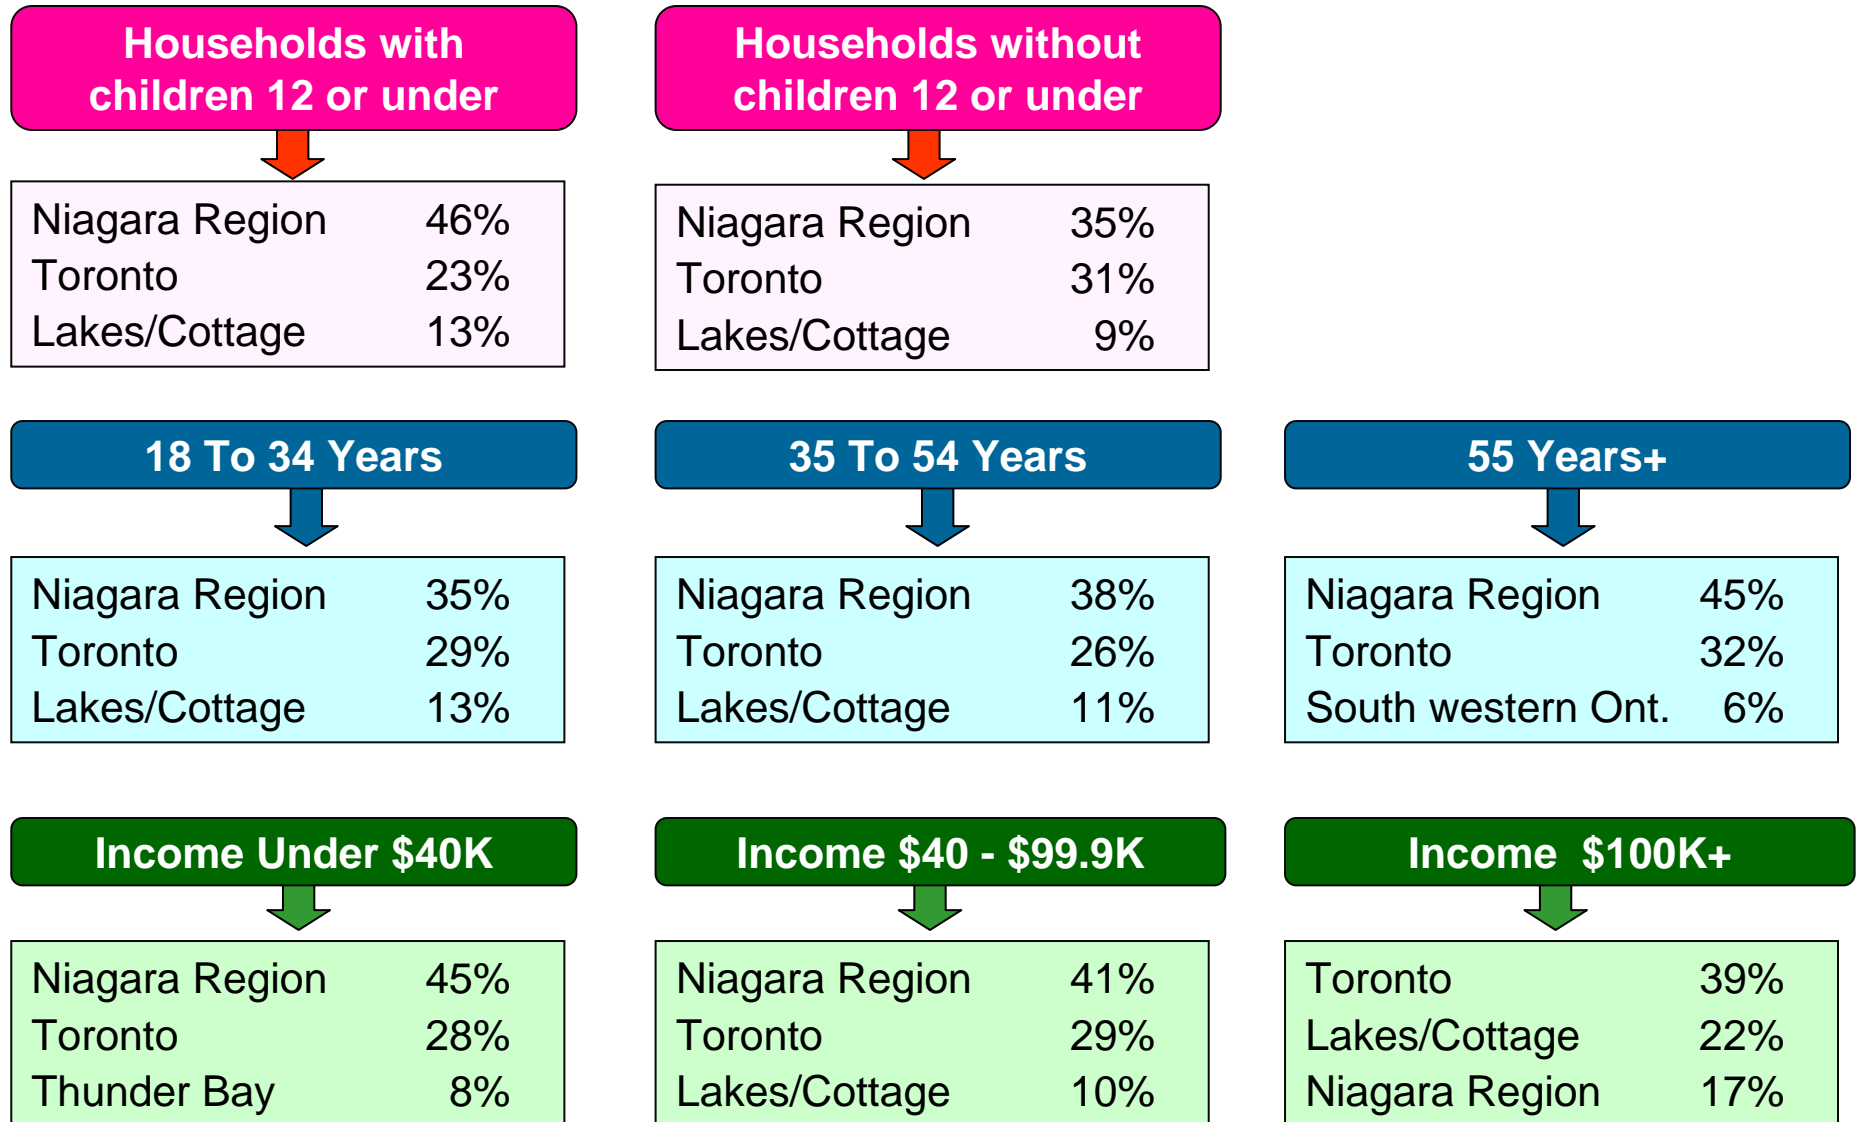 Households with
children 12 or under
Households without
children 12 or under
Niagara Region 46%
Toronto 23%
Lakes/Cottage 13%
Niagara Region 35%
Toronto 31%
Lakes/Cottage 9%
18 To 34 Years
35 To 54 Years
55 Years+
Niagara Region 35%
Toronto 29%
Lakes/Cottage 13%
Niagara Region 38%
Toronto 26%
Lakes/Cottage 11%
Niagara Region 45%
Toronto 32%
South western Ont. 6%
Income Under $40K
Income $40 - $99.9K
Income $100K+
Niagara Region 45%
Toronto 28%
Thunder Bay 8%
Niagara Region 41%
Toronto 29%
Lakes/Cottage 10%
Toronto 39%
Lakes/Cottage 22%
Niagara Region 17%